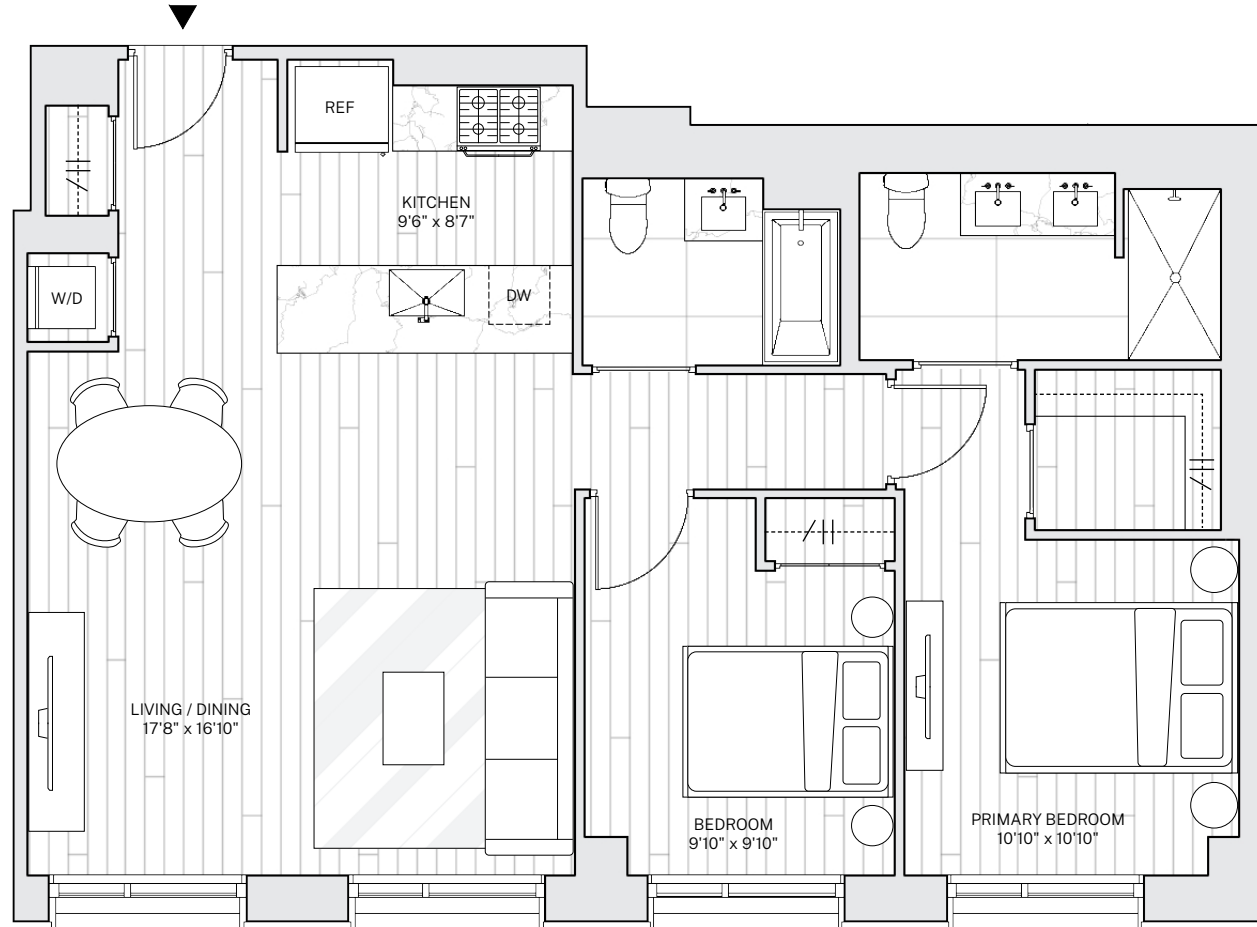 REF
KITCHEN
9'6" x 8'7"
W/D
DW
LIVING / DINING
17'8" x 16'10"
BEDROOM
9'10" x 9'10"
PRIMARY BEDROOM
10'10" x 10'10"